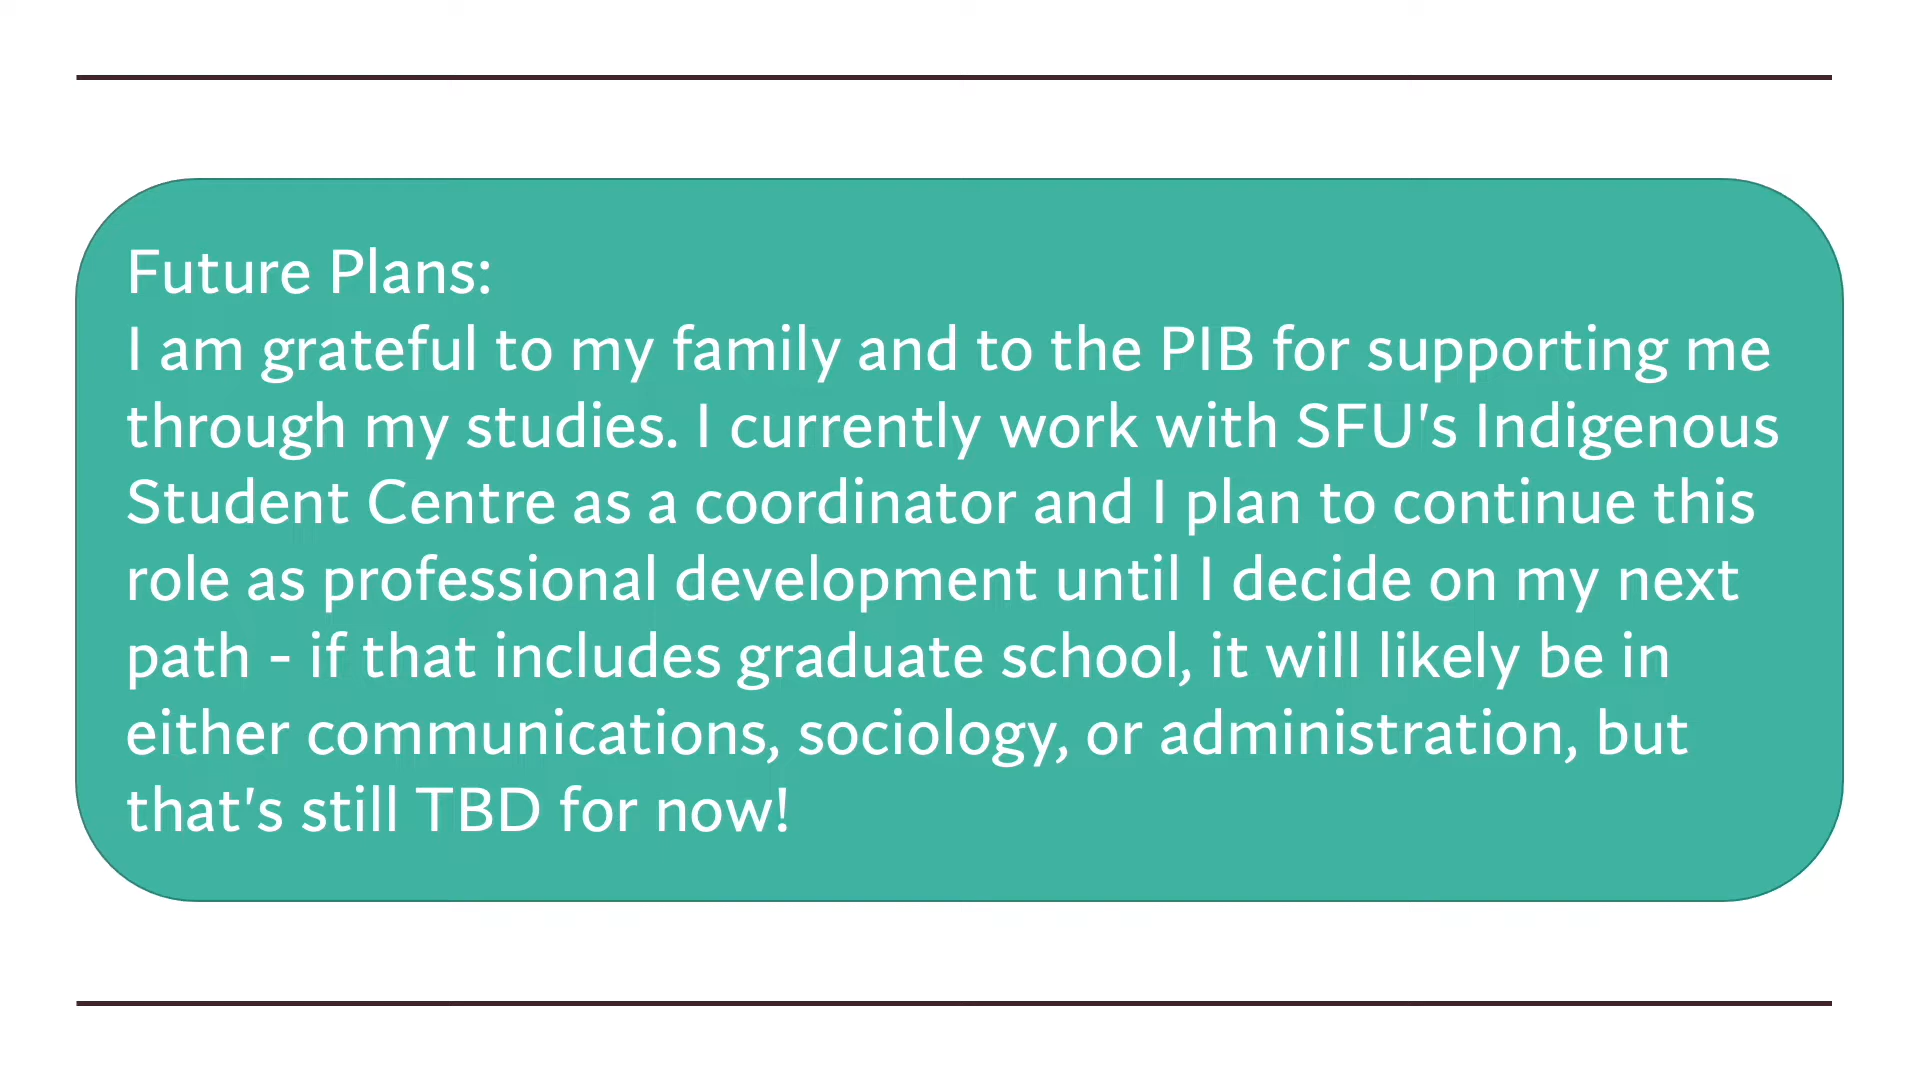 Future Plans:
I am grateful to my family and to the PIB for supporting me
through my studies. I currently work with SFU's Indigenous
Student Centre as a coordinator and I plan to continue this
role as professional development until I decide on my next
path - if that includes graduate school, it will likely be in
either communications, sociology, or administration, but
that's still TBD for now!